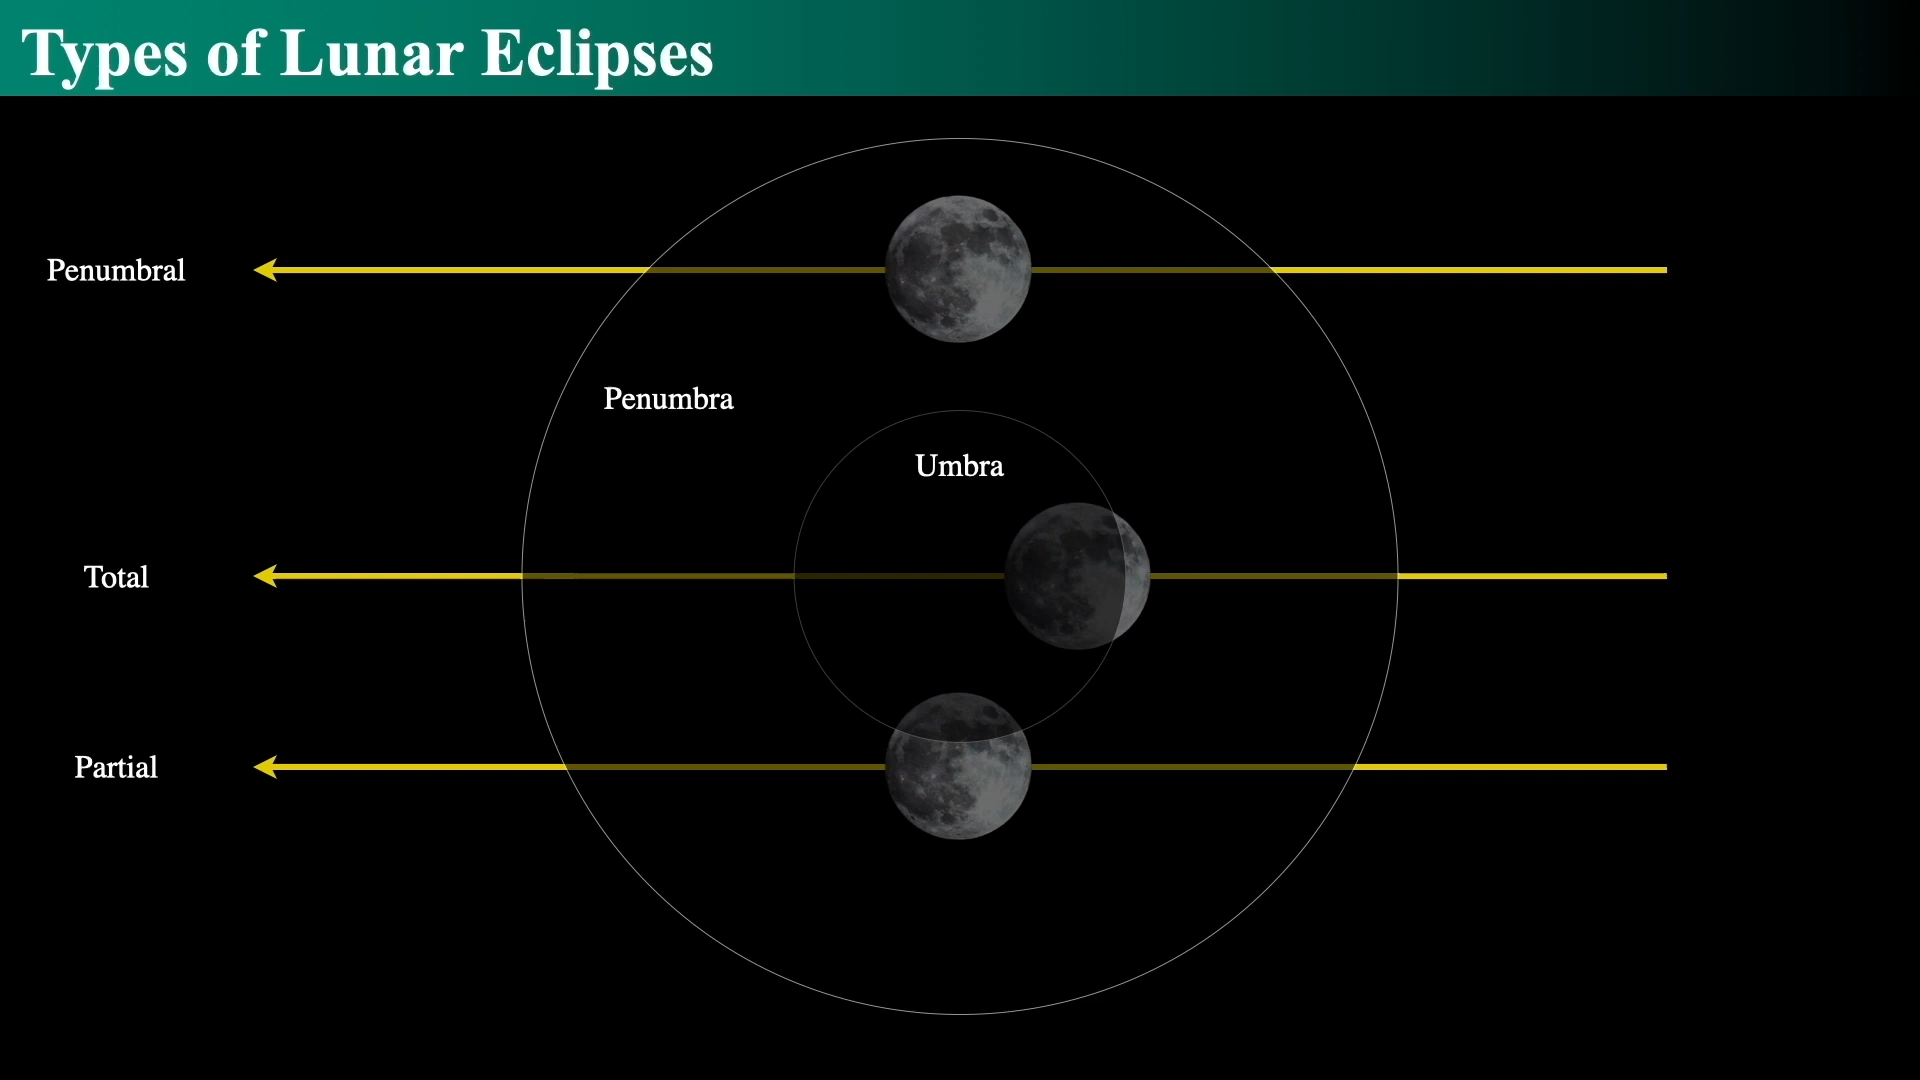 Types of Lunar Eclipses
Penumbral
Penumbra
Umbra
Total
Partial